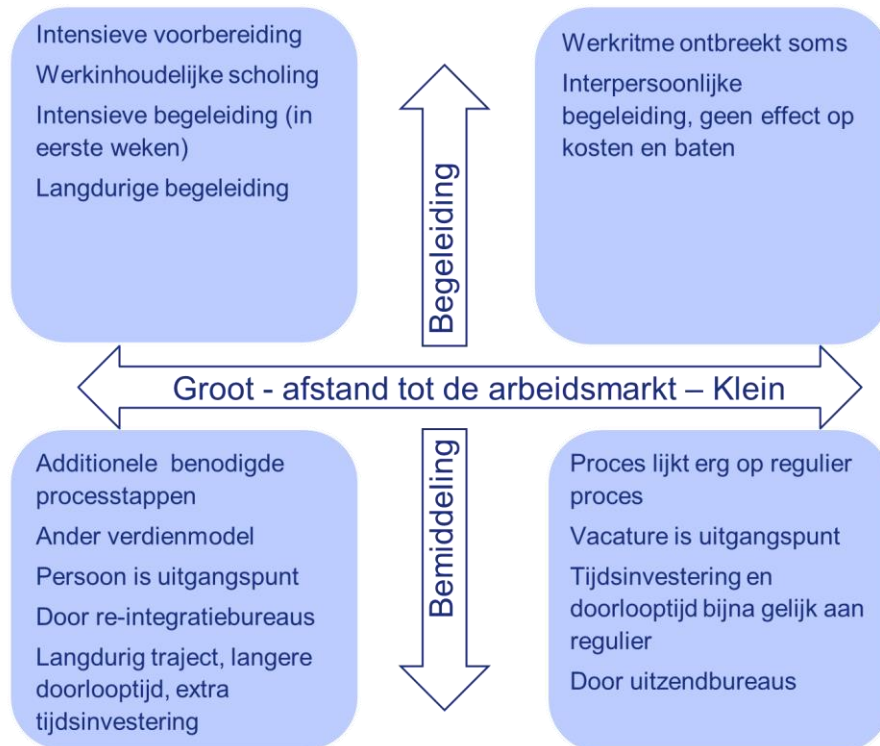 Intensieve voorbereiding
Werkinhoudelijke scholing
Intensieve begeleiding (in
eerste weken)
Langdurige begeleiding
Werkritme ontbreekt soms
Interpersoonlijke
begeleiding, geen effect op
kosten en baten
Begeleiding
Groot - afstand tot de arbeidsmarkt – Klein
Bemiddeling
Additionele benodigde
processtappen
Ander verdienmodel
Persoon is uitgangspunt
Door re-integratiebureaus
Langdurig traject, langere
doorlooptijd, extra
tijdsinvestering
Proces lijkt erg op regulier
proces
Vacature is uitgangspunt
Tijdsinvestering en
doorlooptijd bijna gelijk aan
regulier
Door uitzendbureaus